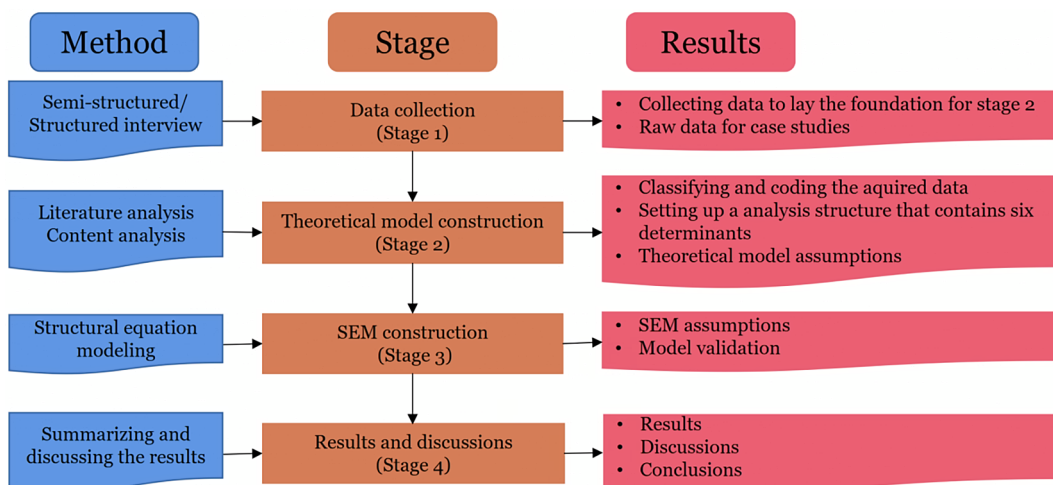 Method
Stage
Results
Semi-structured/
Structured interview
Data collection
(Stage 1)
• Collecting data to lay the foundation for stage 2
• Raw data for case studies
Literature analysis
Content analysis
Theoretical model construction
(Stage 2)
• Classifying and coding the aquired data
• Setting up a analysis structure that contains six
determinants
• Theoretical model assumptions
Structural equation
modeling
SEM construction
(Stage 3)
• SEM assumptions
• Model validation
Summarizing and
discussing the results
Results and discussions
(Stage 4)
• Results
• Discussions
• Conclusions